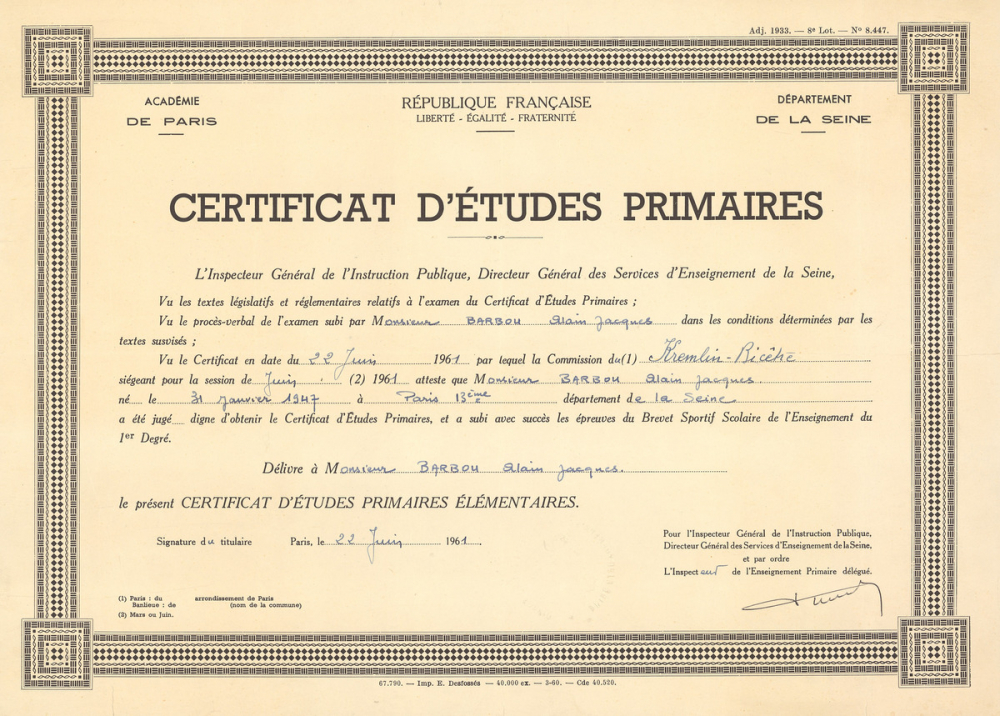 Adj. 1933. — 8e Lot. — No 8.447.
ACADÉMIE
DE PARIS
RÉPUBLIQUE FRANÇAISE
LIBERTÉ - ÉGALITÉ - FRATERNITÉ
DÉPARTEMENT
DE LA SEINE
CERTIFICAT D'ÉTUDES PRIMAIRES
L'Inspecteur Général de l'Instruction Publique, Directeur Général des Services d'Enseignement de la Seine,
Vu les textes législatifs et réglementaires relatifs à l'examen du Certificat d'Études Primaires ;
Vu le procès-verbal de l'examen subi par Monsieur BARBOU Alain Jacques dans les conditions déterminées par les
textes susvisés ;
Vu le Certificat en date du 22 Juin 1961 par lequel la Commission du (1) Kremlin-Bicêtre
siégeant pour la session de Juin (2) 1961 atteste que Monsieur BARBOU Alain Jacques.
né le 31 janvier 1947 à Paris 13ème département de la Seine
a été jugé digne d'obtenir le Certificat d'Études Primaires, et a subi avec succès les épreuves du Brevet Sportif Scolaire de l'Enseignement du
1er Degré.
Délivré à Monsieur BARBOU Alain Jacques.
le présent CERTIFICAT D'ÉTUDES PRIMAIRES ÉLÉMENTAIRES.
Signature du titulaire Paris, le 22 Juin 1961.
Pour l'Inspecteur Général de l'Instruction Publique,
Directeur Général des Services d'Enseignement de la Seine,
et par ordre
L'Inspecteur de l'Enseignement Primaire délégué.
(1) Paris : du arrondissement de Paris
Banlieue : de (nom de la commune)
(2) Mars ou Juin.
67.790. — Imp. E. Desfossés — 40.000 ex. — 3-60. — Cde 40.520.